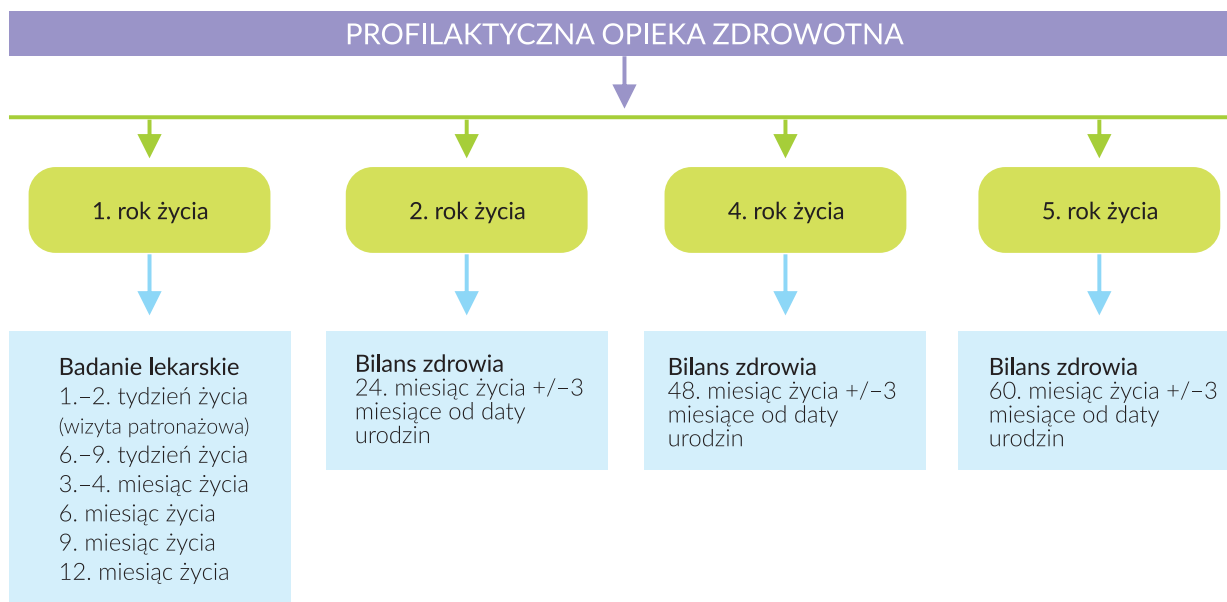 PROFILAKTYCZNA OPIEKA ZDROWOTNA
1. rok życia
2. rok życia
4. rok życia
5. rok życia
Badanie lekarskie
1.–2. tydzień życia
(wizyta patronażowa)
6.–9. tydzień życia
3.–4. miesiąc życia
6. miesiąc życia
9. miesiąc życia
12. miesiąc życia
Bilans zdrowia
24. miesiąc życia +/–3
miesiące od daty
urodzin
Bilans zdrowia
48. miesiąc życia +/–3
miesiące od daty
urodzin
Bilans zdrowia
60. miesiąc życia +/–3
miesiące od daty
urodzin